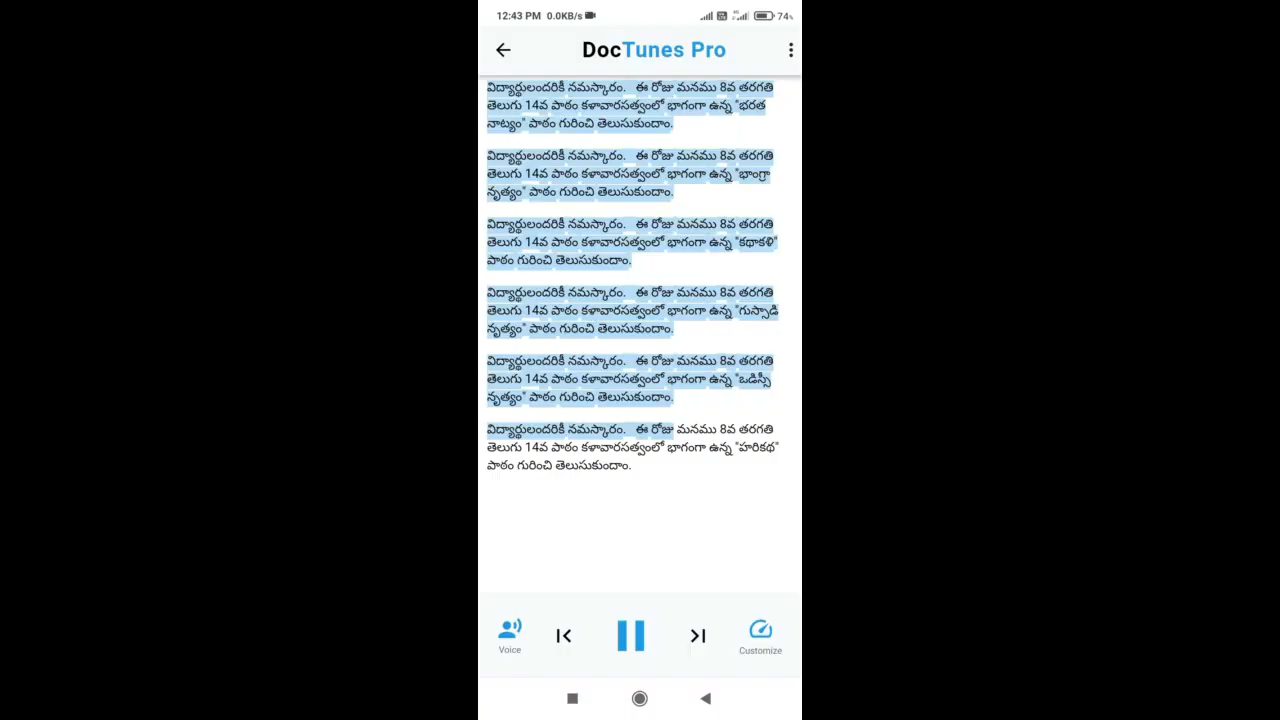 12:43 PM 0.0KB/s 74%
DocTunes Pro
విద్యార్థులందరికీ నమస్కారం. ఈ రోజు మనము 8వ తరగతి
తెలుగు 14వ పాఠం కళావారసత్వంలో భాగంగా ఉన్న "భరత
నాట్యం" పాఠం గురించి తెలుసుకుందాం.
విద్యార్థులందరికీ నమస్కారం. ఈ రోజు మనము 8వ తరగతి
తెలుగు 14వ పాఠం కళావారసత్వంలో భాగంగా ఉన్న "భాంగ్రా
నృత్యం" పాఠం గురించి తెలుసుకుందాం.
విద్యార్థులందరికీ నమస్కారం. ఈ రోజు మనము 8వ తరగతి
తెలుగు 14వ పాఠం కళావారసత్వంలో భాగంగా ఉన్న "కథాకళి"
పాఠం గురించి తెలుసుకుందాం.
విద్యార్థులందరికీ నమస్కారం. ఈ రోజు మనము 8వ తరగతి
తెలుగు 14వ పాఠం కళావారసత్వంలో భాగంగా ఉన్న "గుస్సాడి
నృత్యం" పాఠం గురించి తెలుసుకుందాం.
విద్యార్థులందరికీ నమస్కారం. ఈ రోజు మనము 8వ తరగతి
తెలుగు 14వ పాఠం కళావారసత్వంలో భాగంగా ఉన్న "ఒడిస్సీ
నృత్యం" పాఠం గురించి తెలుసుకుందాం.
విద్యార్థులందరికీ నమస్కారం. ఈ రోజు మనము 8వ తరగతి
తెలుగు 14వ పాఠం కళావారసత్వంలో భాగంగా ఉన్న "హరికథ"
పాఠం గురించి తెలుసుకుందాం.
Voice
Customize